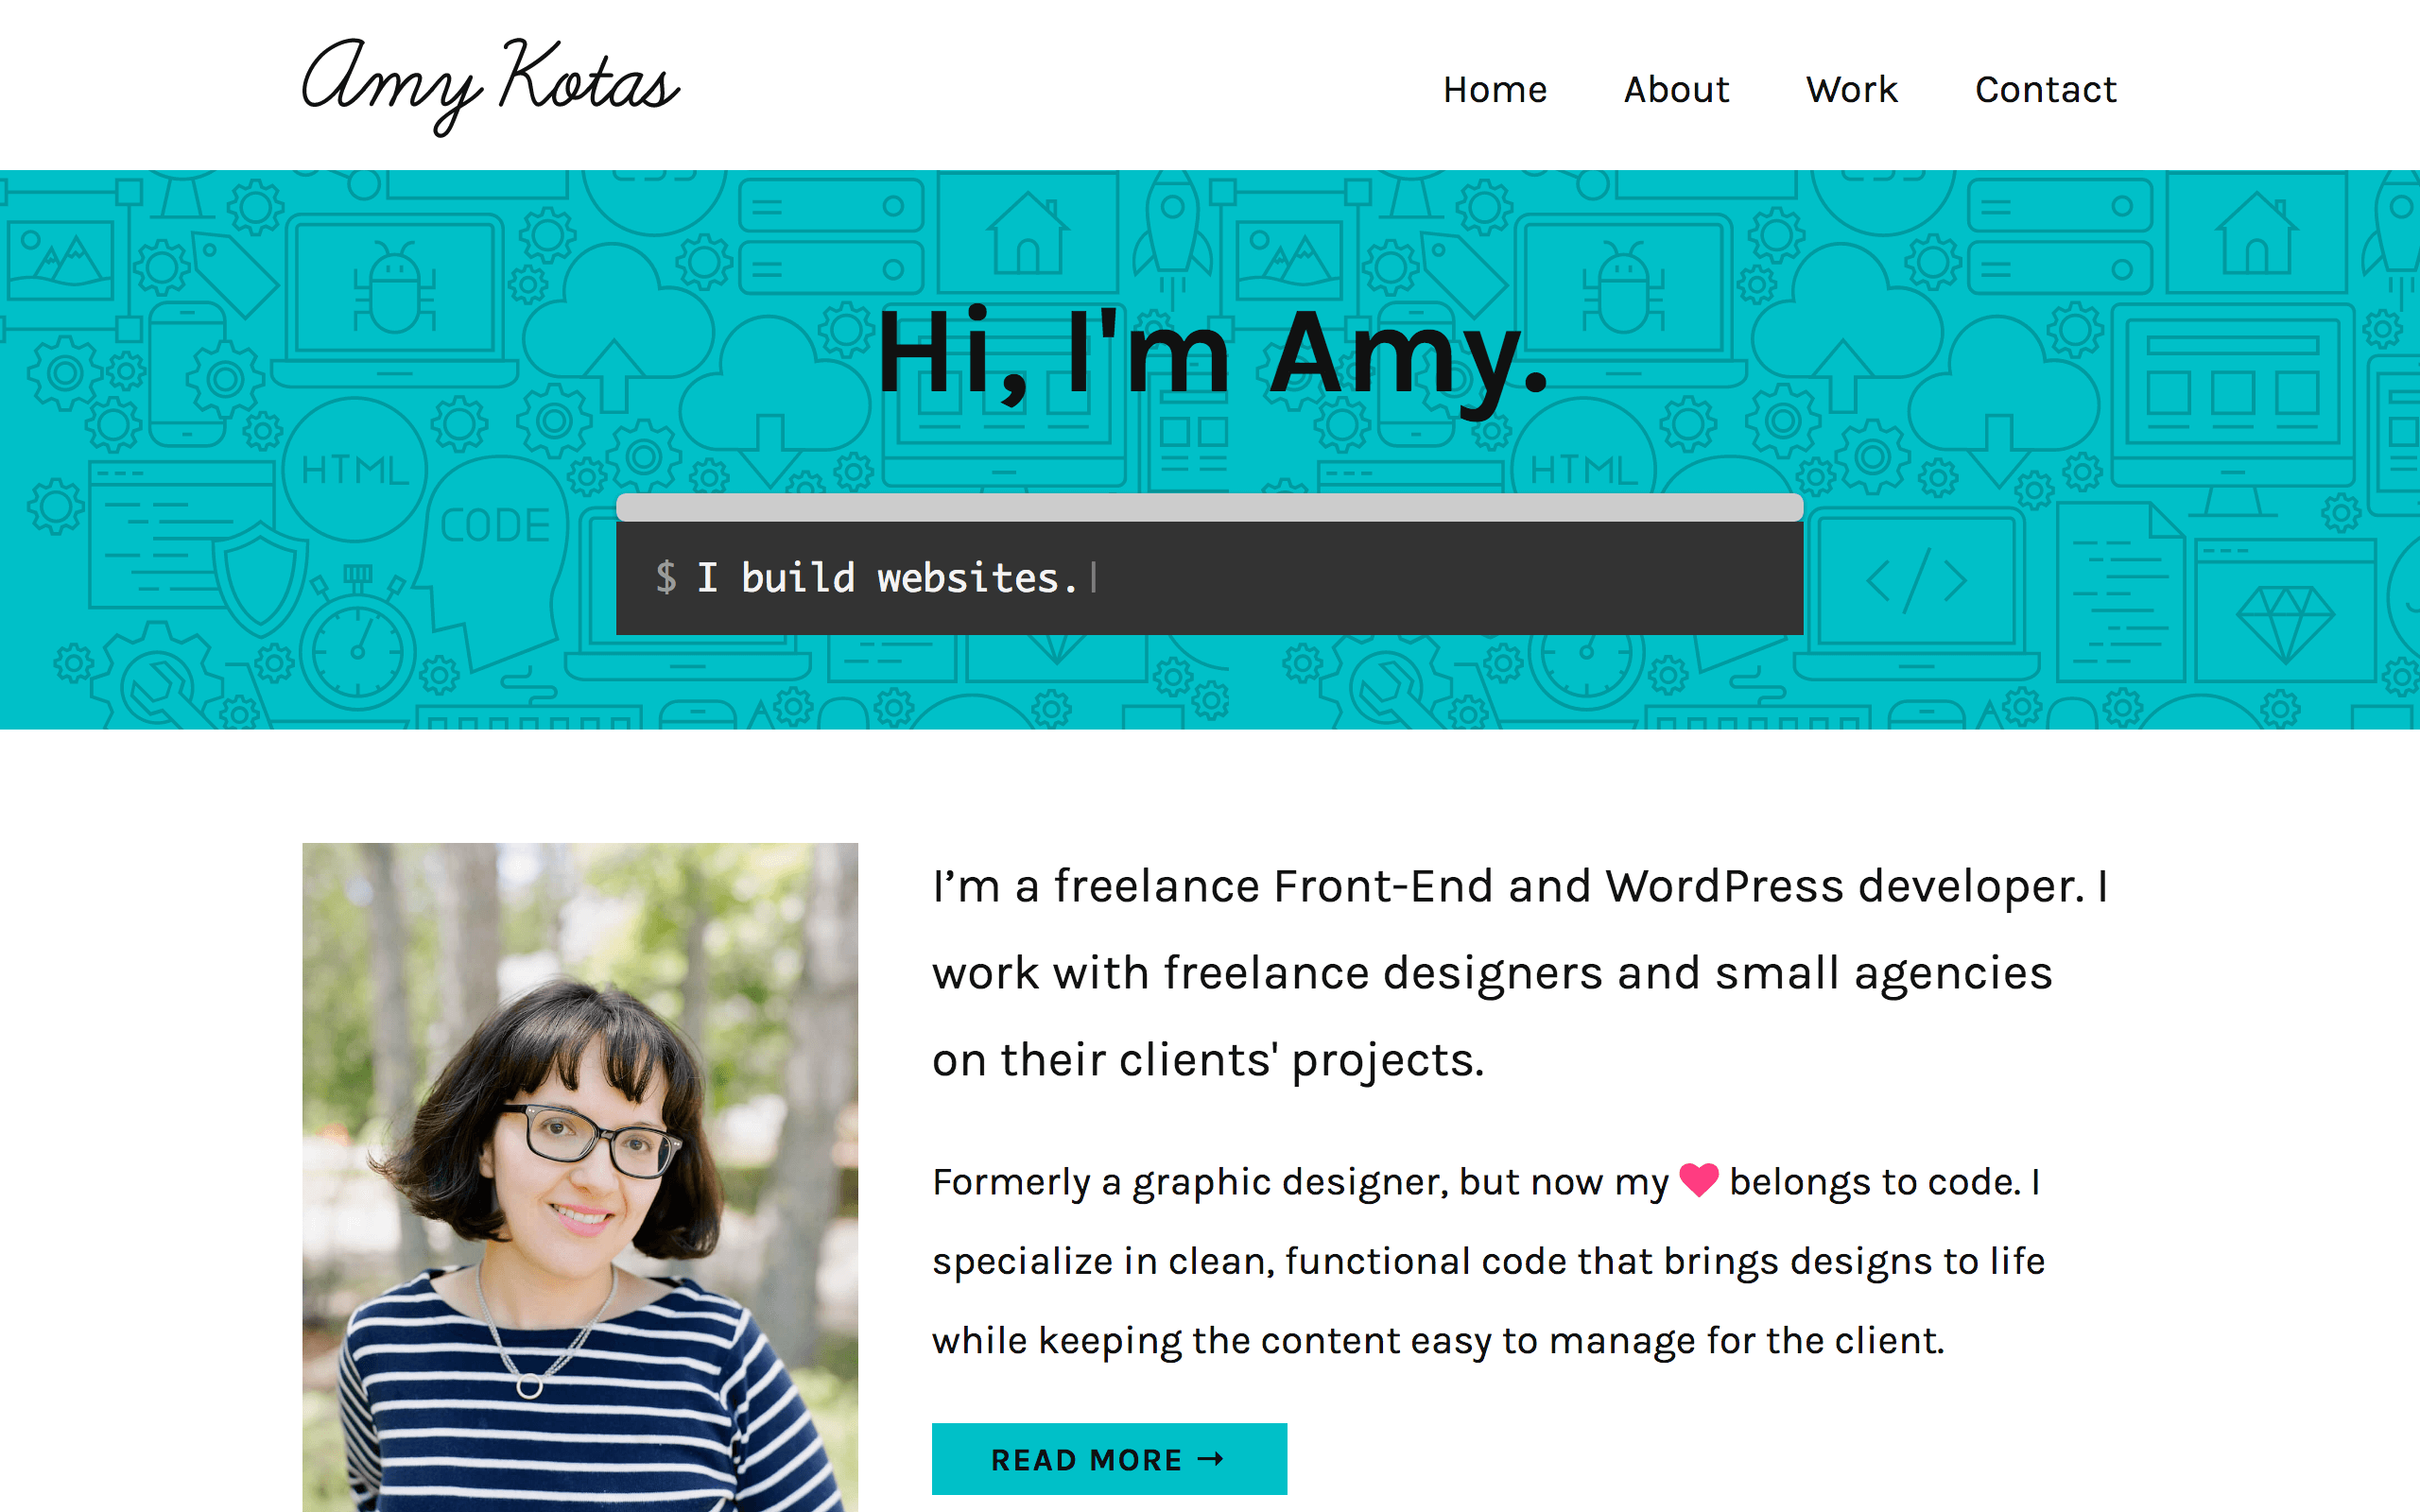 Amy Kotas
Home About Work Contact
Hi, I'm Amy.
HTML
HTML
CODE
$ I build websites.
</>
I’m a freelance Front-End and WordPress developer. I
work with freelance designers and small agencies
on their clients' projects.
Formerly a graphic designer, but now my belongs to code. I
specialize in clean, functional code that brings designs to life
while keeping the content easy to manage for the client.
READ MORE →